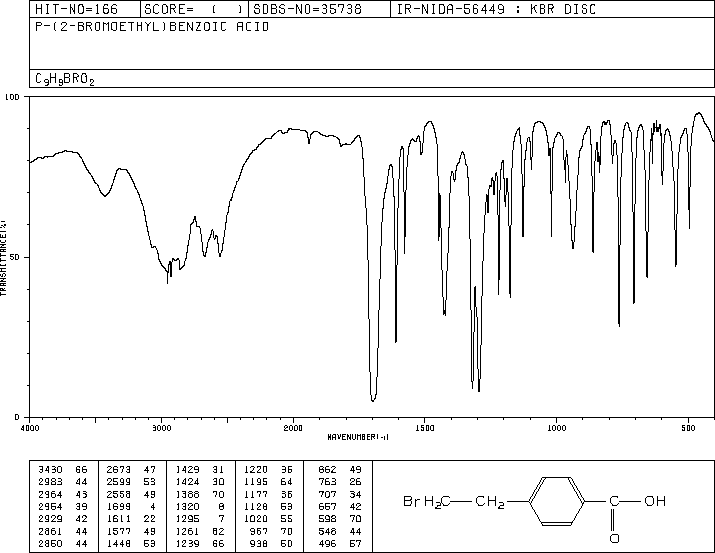 HIT-NO=166 SCORE= ( ) SDBS-NO=35738 IR-NIDA-56449 : KBR DISC
P-(2-BROMOETHYL)BENZOIC ACID
C9H9BRO2
100
50
0
TRANSMITTANCE(%)
4000 3000 2000 1500 1000 500
WAVENUMBER(-1)
3430 66 2673 47 1429 31 1220 36 862 49
2983 44 2599 53 1424 30 1195 64 763 26
2964 43 2558 49 1388 70 1177 36 707 34
2954 39 1699 4 1320 8 1128 53 657 42
2929 42 1611 22 1295 7 1020 55 598 70
2861 44 1577 49 1261 62 967 70 548 44
2850 44 1448 53 1239 66 938 50 496 57
BrH2C CH2 C OH
O